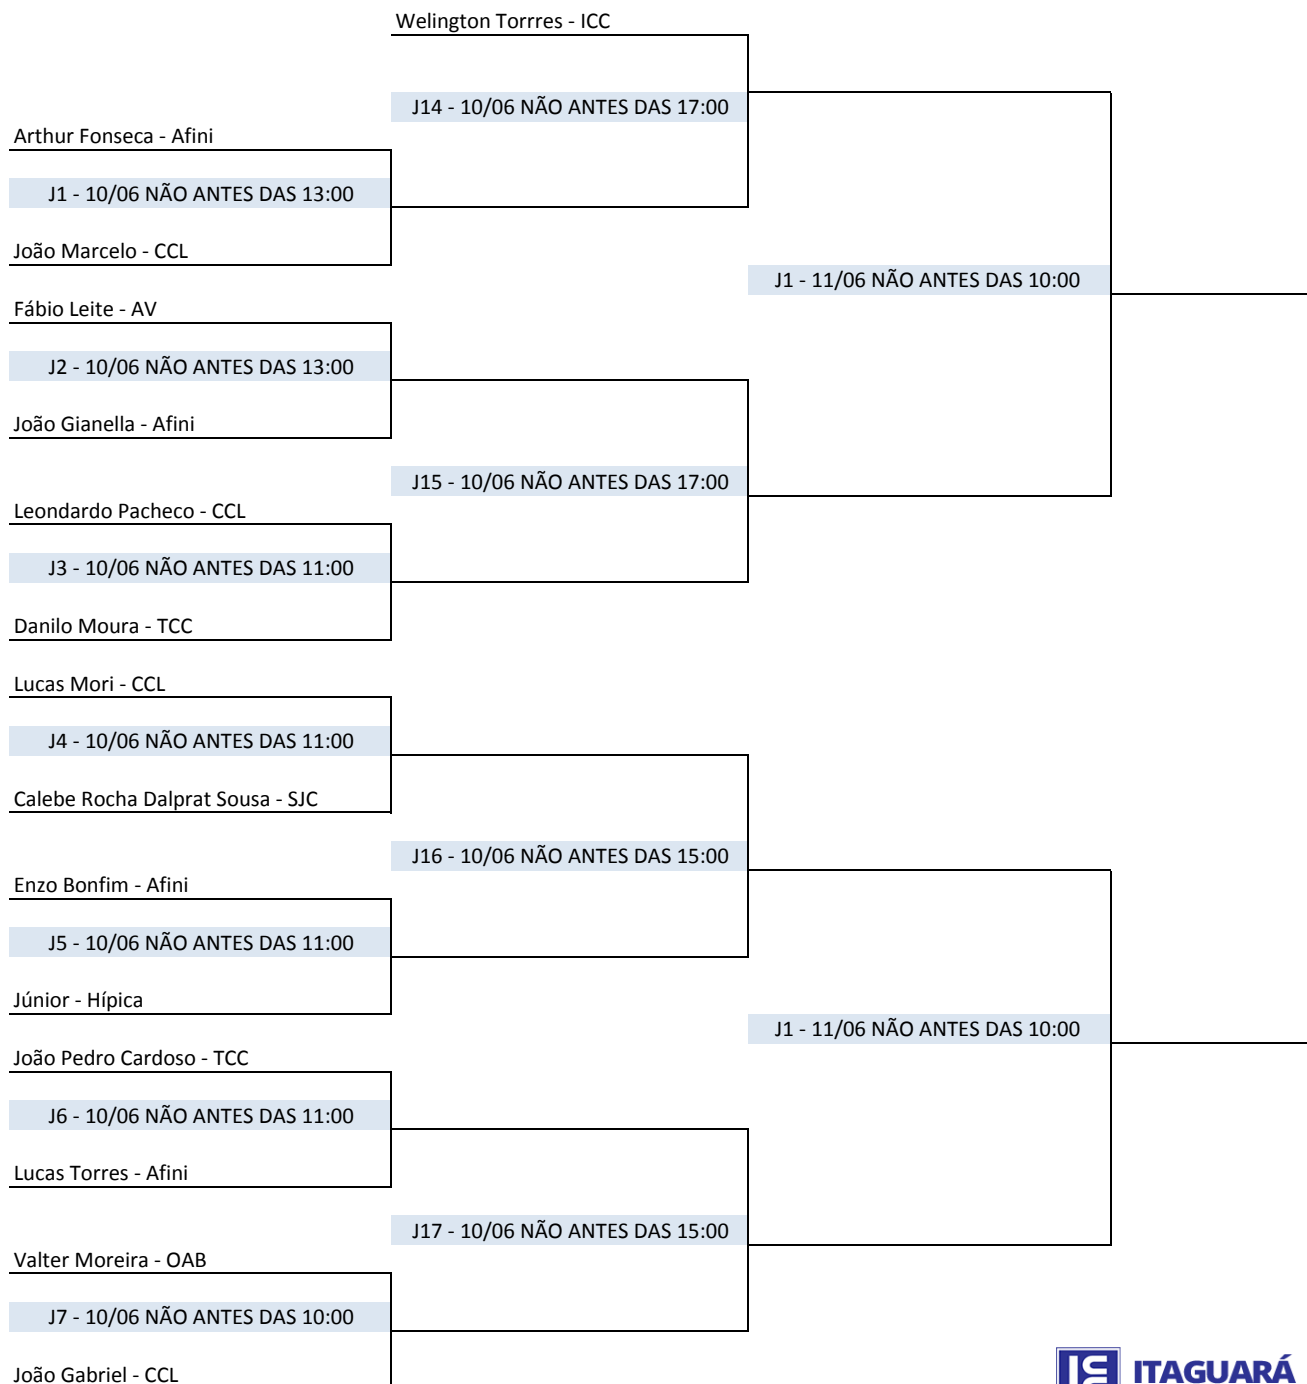 Welington Torrres - ICC
J14 - 10/06 NÃO ANTES DAS 17:00
Arthur Fonseca - Afini
J1 - 10/06 NÃO ANTES DAS 13:00
João Marcelo - CCL
J1 - 11/06 NÃO ANTES DAS 10:00
Fábio Leite - AV
J2 - 10/06 NÃO ANTES DAS 13:00
João Gianella - Afini
J15 - 10/06 NÃO ANTES DAS 17:00
Leondardo Pacheco - CCL
J3 - 10/06 NÃO ANTES DAS 11:00
Danilo Moura - TCC
Lucas Mori - CCL
J4 - 10/06 NÃO ANTES DAS 11:00
Calebe Rocha Dalprat Sousa - SJC
J16 - 10/06 NÃO ANTES DAS 15:00
Enzo Bonfim - Afini
J5 - 10/06 NÃO ANTES DAS 11:00
Júnior - Hípica
J1 - 11/06 NÃO ANTES DAS 10:00
João Pedro Cardoso - TCC
J6 - 10/06 NÃO ANTES DAS 11:00
Lucas Torres - Afini
J17 - 10/06 NÃO ANTES DAS 15:00
Valter Moreira - OAB
J7 - 10/06 NÃO ANTES DAS 10:00
João Gabriel - CCL
ITAGUARÁ